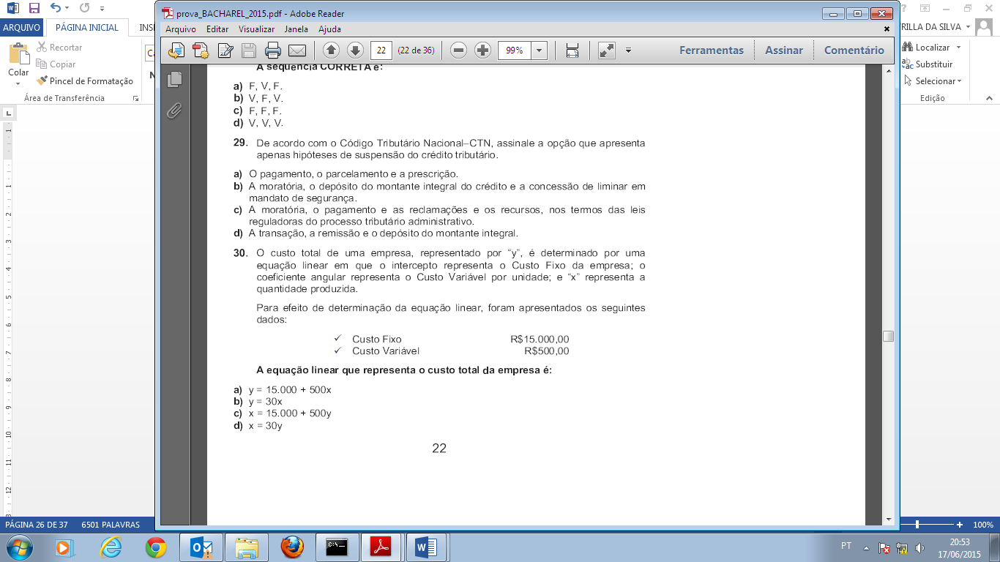 prova_BACHAREL_2015.pdf - Adobe Reader
ARQUIVO
PÁGINA INICIAL
INS
RILLA DA SILVA
Arquivo Editar Visualizar Janela Ajuda
Recortar
Copiar
Pincel de Formatação
Colar
Ca
N
Área de Transferência
22 (22 de 36) 99%
Ferramentas Assinar Comentário
Localizar
Substituir
Selecionar
Edição
A sequência CORRETA é:
a) F, V, F.
b) V, F, V.
c) F, F, F.
d) V, V, V.
29. De acordo com o Código Tributário Nacional–CTN, assinale a opção que apresenta
apenas hipóteses de suspensão do crédito tributário.
a) O pagamento, o parcelamento e a prescrição.
b) A moratória, o depósito do montante integral do crédito e a concessão de liminar em
mandato de segurança.
c) A moratória, o pagamento e as reclamações e os recursos, nos termos das leis
reguladoras do processo tributário administrativo.
d) A transação, a remissão e o depósito do montante integral.
30. O custo total de uma empresa, representado por “y”, é determinado por uma
equação linear em que o intercepto representa o Custo Fixo da empresa; o
coeficiente angular representa o Custo Variável por unidade; e “x” representa a
quantidade produzida.
Para efeito de determinação da equação linear, foram apresentados os seguintes
dados:
✓ Custo Fixo R$15.000,00
✓ Custo Variável R$500,00
A equação linear que representa o custo total da empresa é:
a) y = 15.000 + 500x
b) y = 30x
c) x = 15.000 + 500y
d) x = 30y
22
PÁGINA 26 DE 37 6501 PALAVRAS
100%
PT
20:53
17/06/2015